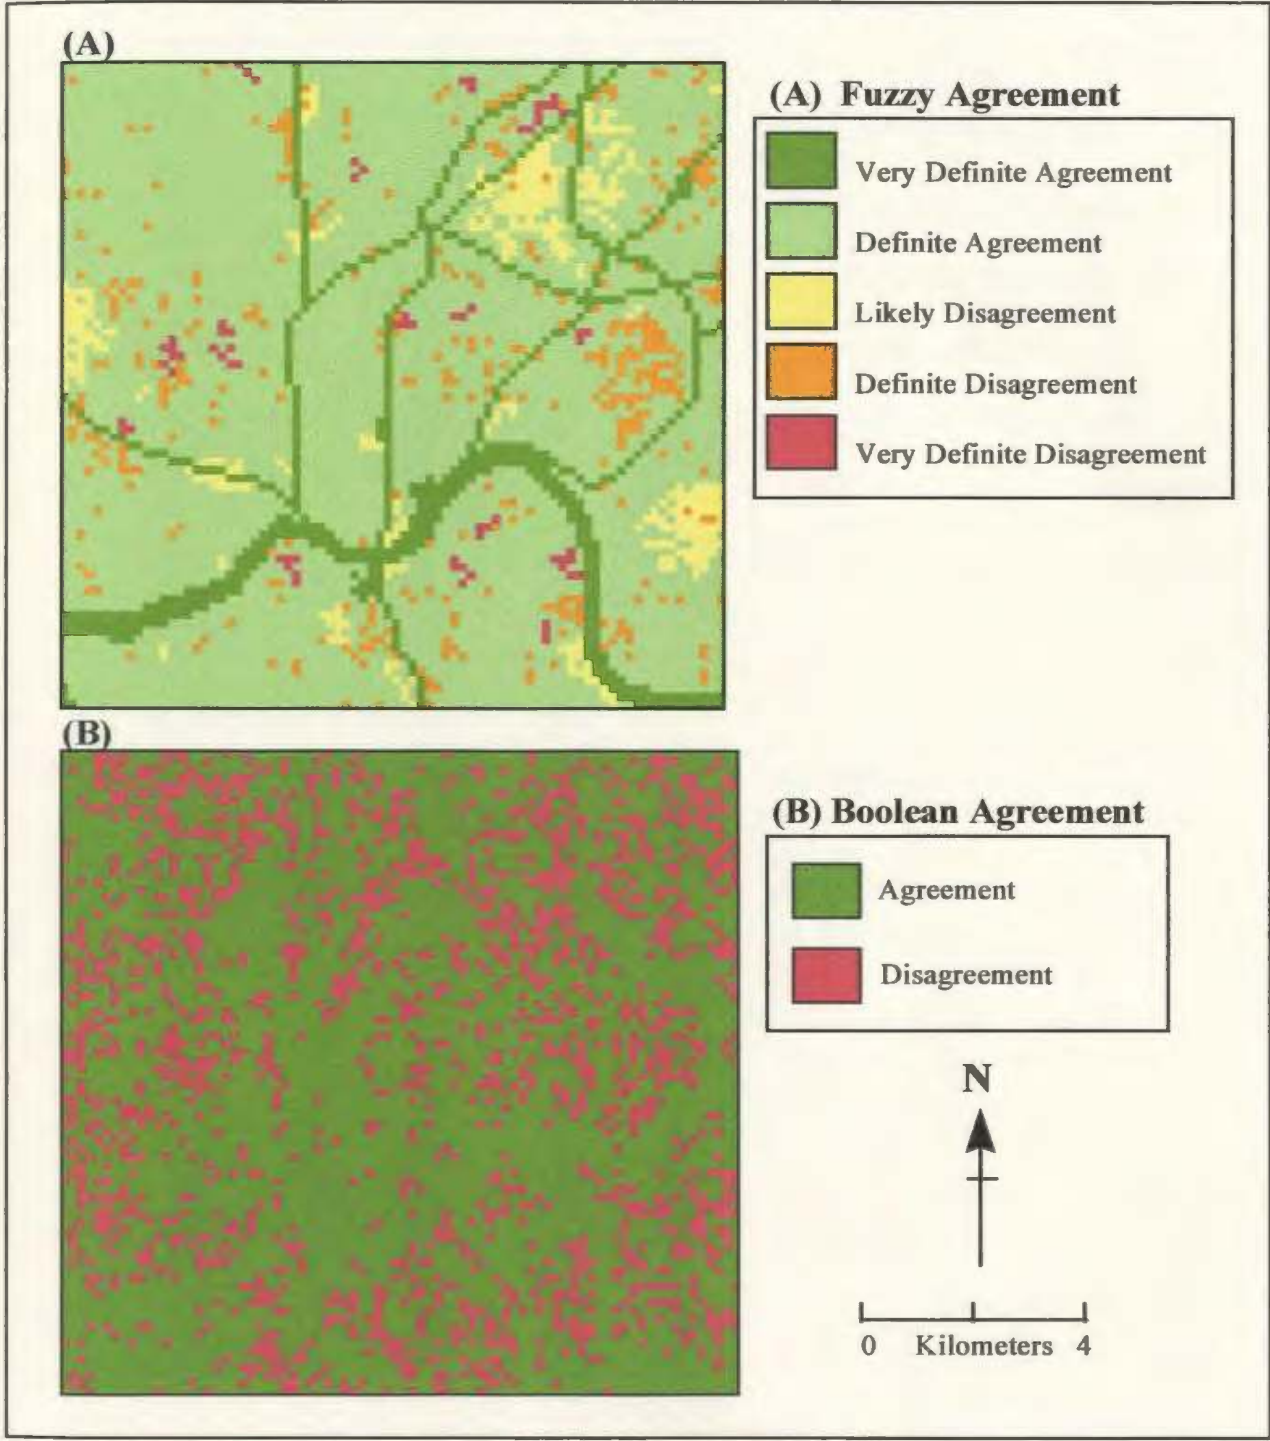 (A)
(A) Fuzzy Agreement
Very Definite Agreement
Definite Agreement
Likely Disagreement
Definite Disagreement
Very Definite Disagreement
(B)
(B) Boolean Agreement
Agreement
Disagreement
N
0 Kilometers 4